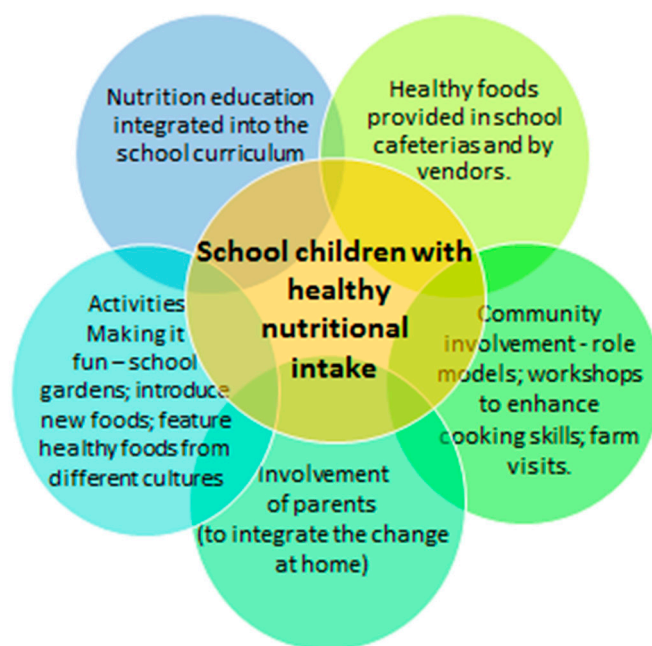 Nutrition education
integrated into the
school curriculum
Healthy foods
provided in school
cafeterias and by
vendors.
School children with
healthy
nutritional
intake
Activities
Making it
fun – school
gardens; introduce
new foods; feature
healthy foods from
different cultures
Community
involvement - role
models; workshops
to enhance
cooking skills; farm
visits.
Involvement
of parents
(to integrate the change
at home)